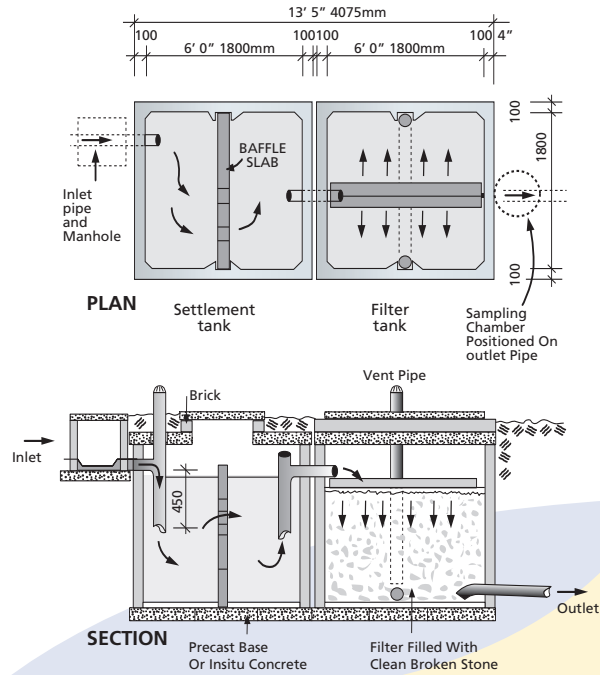 13' 5" 4075mm
100
100
100
100 4"
6' 0" 1800mm
6' 0" 1800mm
BAFFLE
SLAB
100
1800
100
Inlet
pipe
and
Manhole
PLAN
Settlement
tank
Filter
tank
Sampling
Chamber
Positioned On
outlet Pipe
Vent Pipe
Brick
Inlet
450
Outlet
SECTION
Precast Base
Or Insitu Concrete
Filter Filled With
Clean Broken Stone